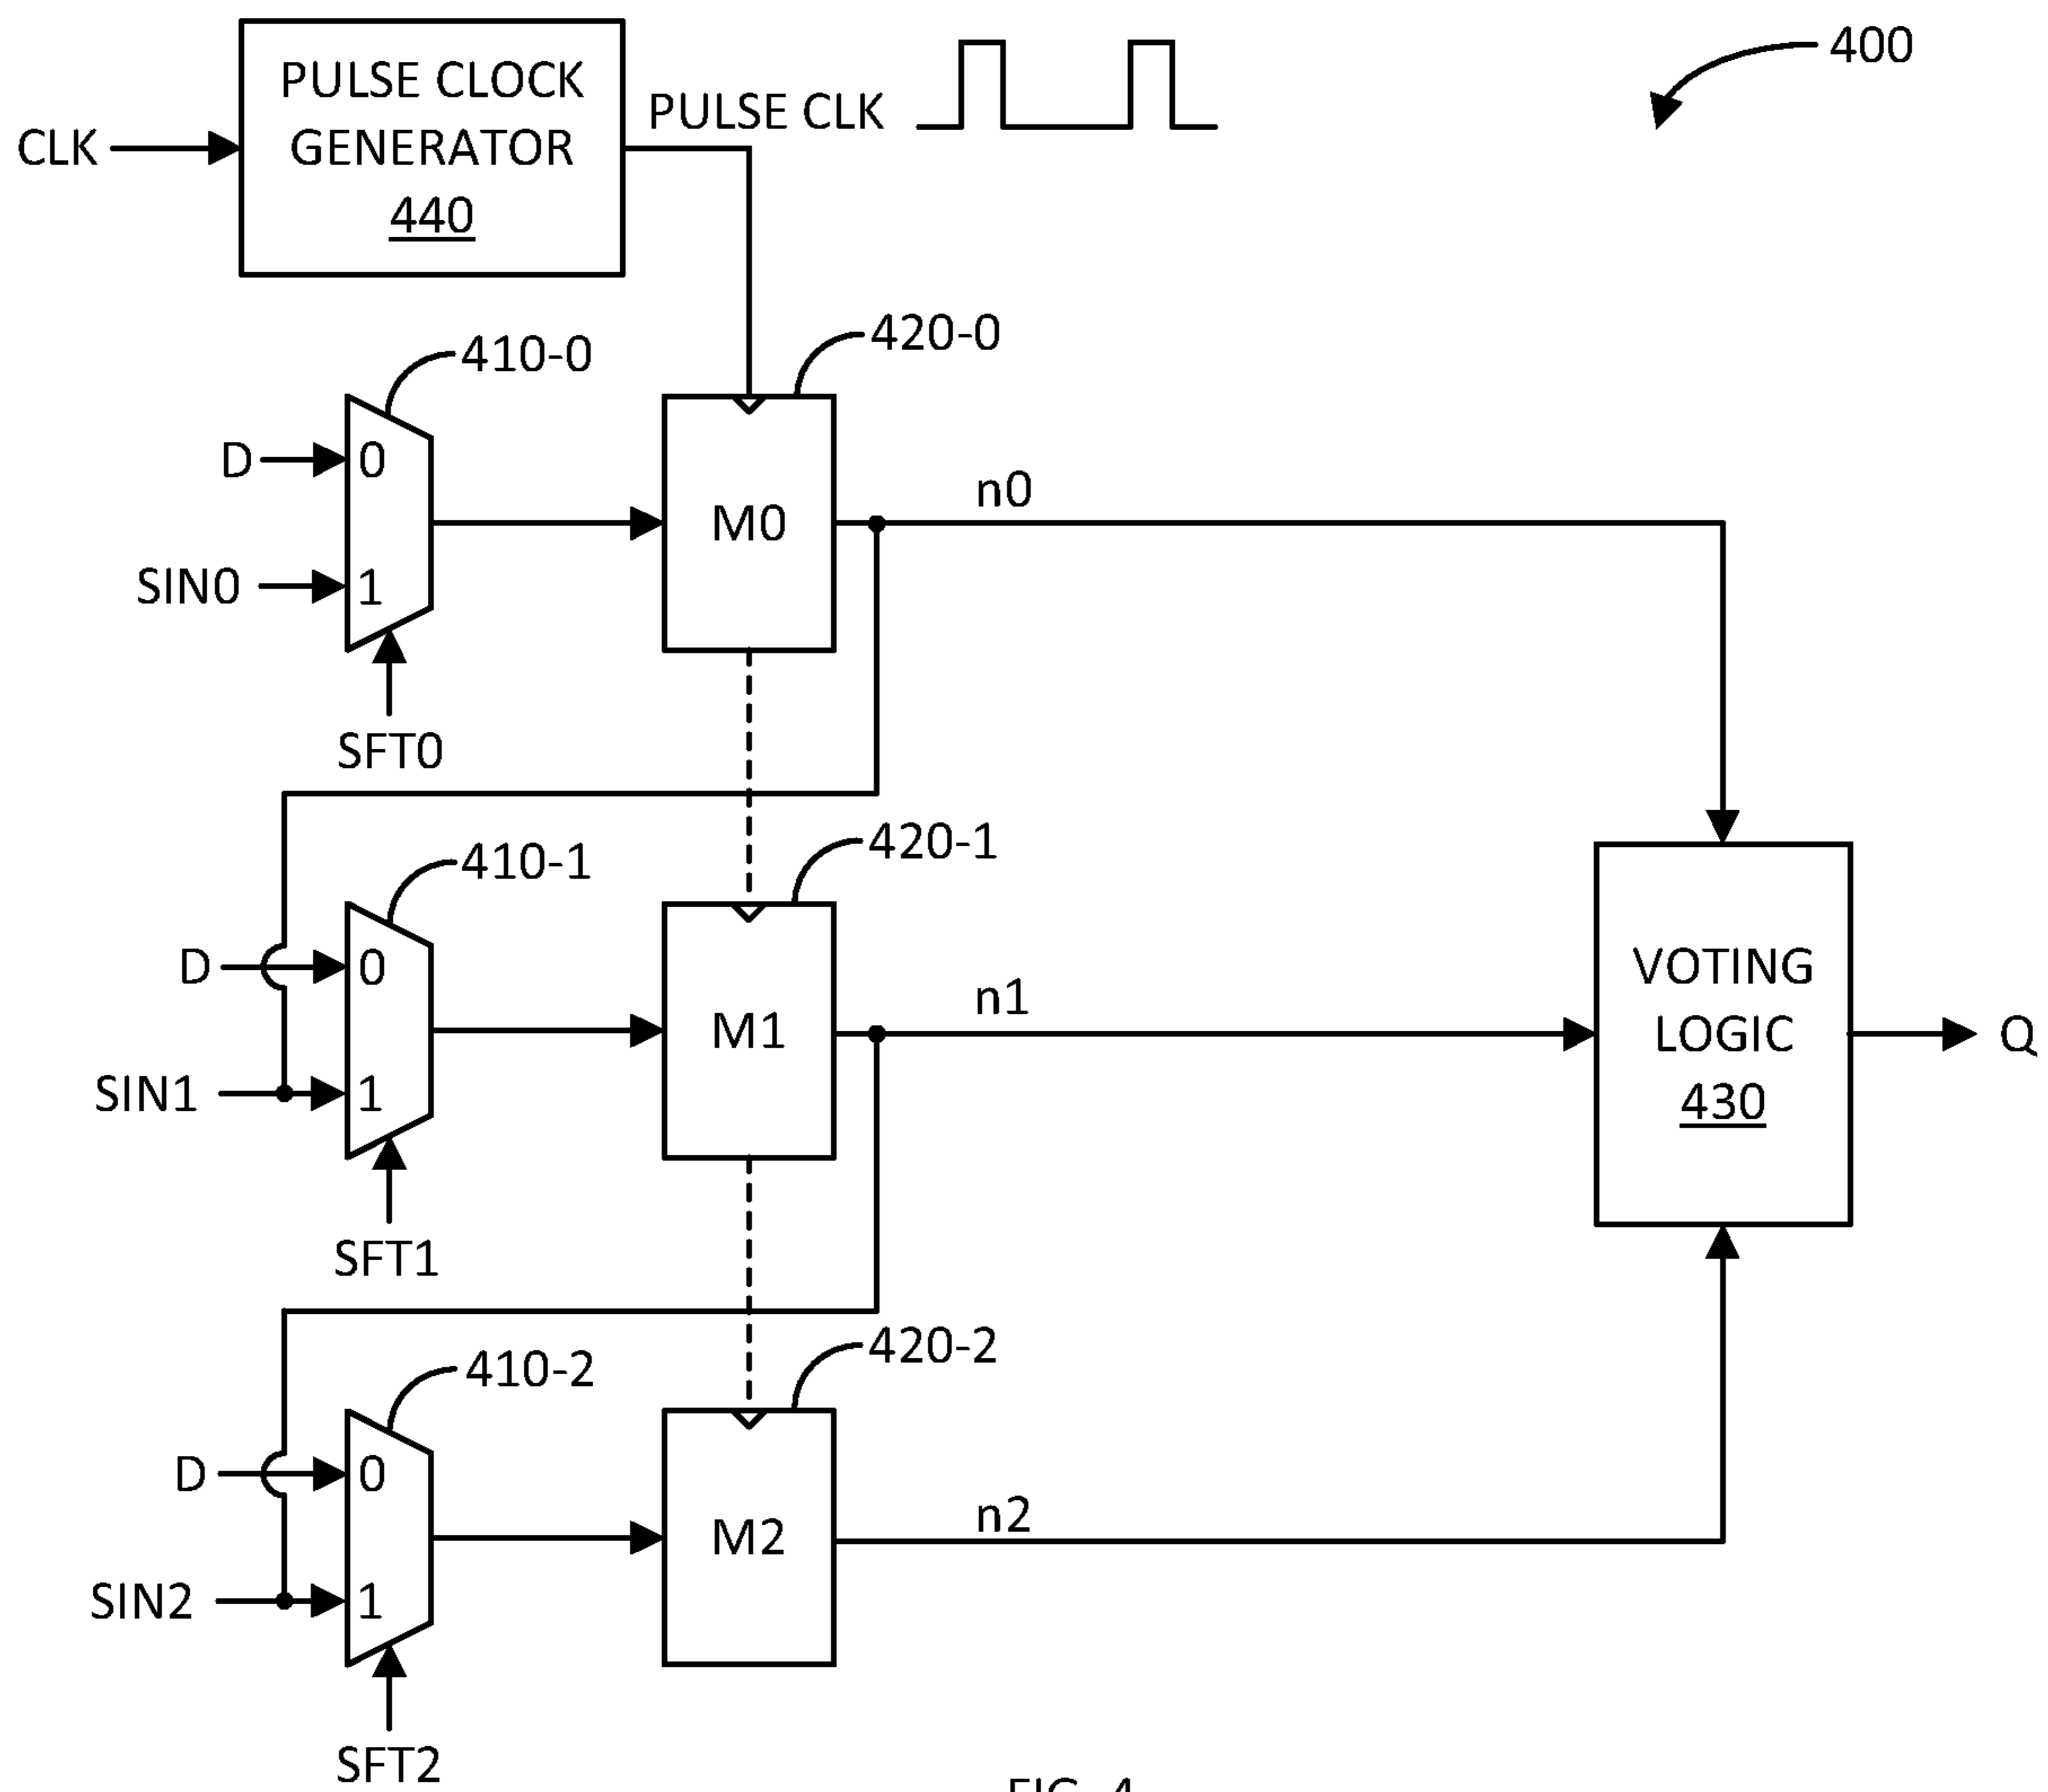 PULSE CLOCK
GENERATOR
440
CLK
PULSE CLK
400
410-0
420-0
D
0
SIN0
1
M0
n0
SFT0
410-1
420-1
D
0
SIN1
1
M1
n1
SFT1
VOTING
LOGIC
430
Q
410-2
420-2
D
0
SIN2
1
M2
n2
SFT2
FIG. 4